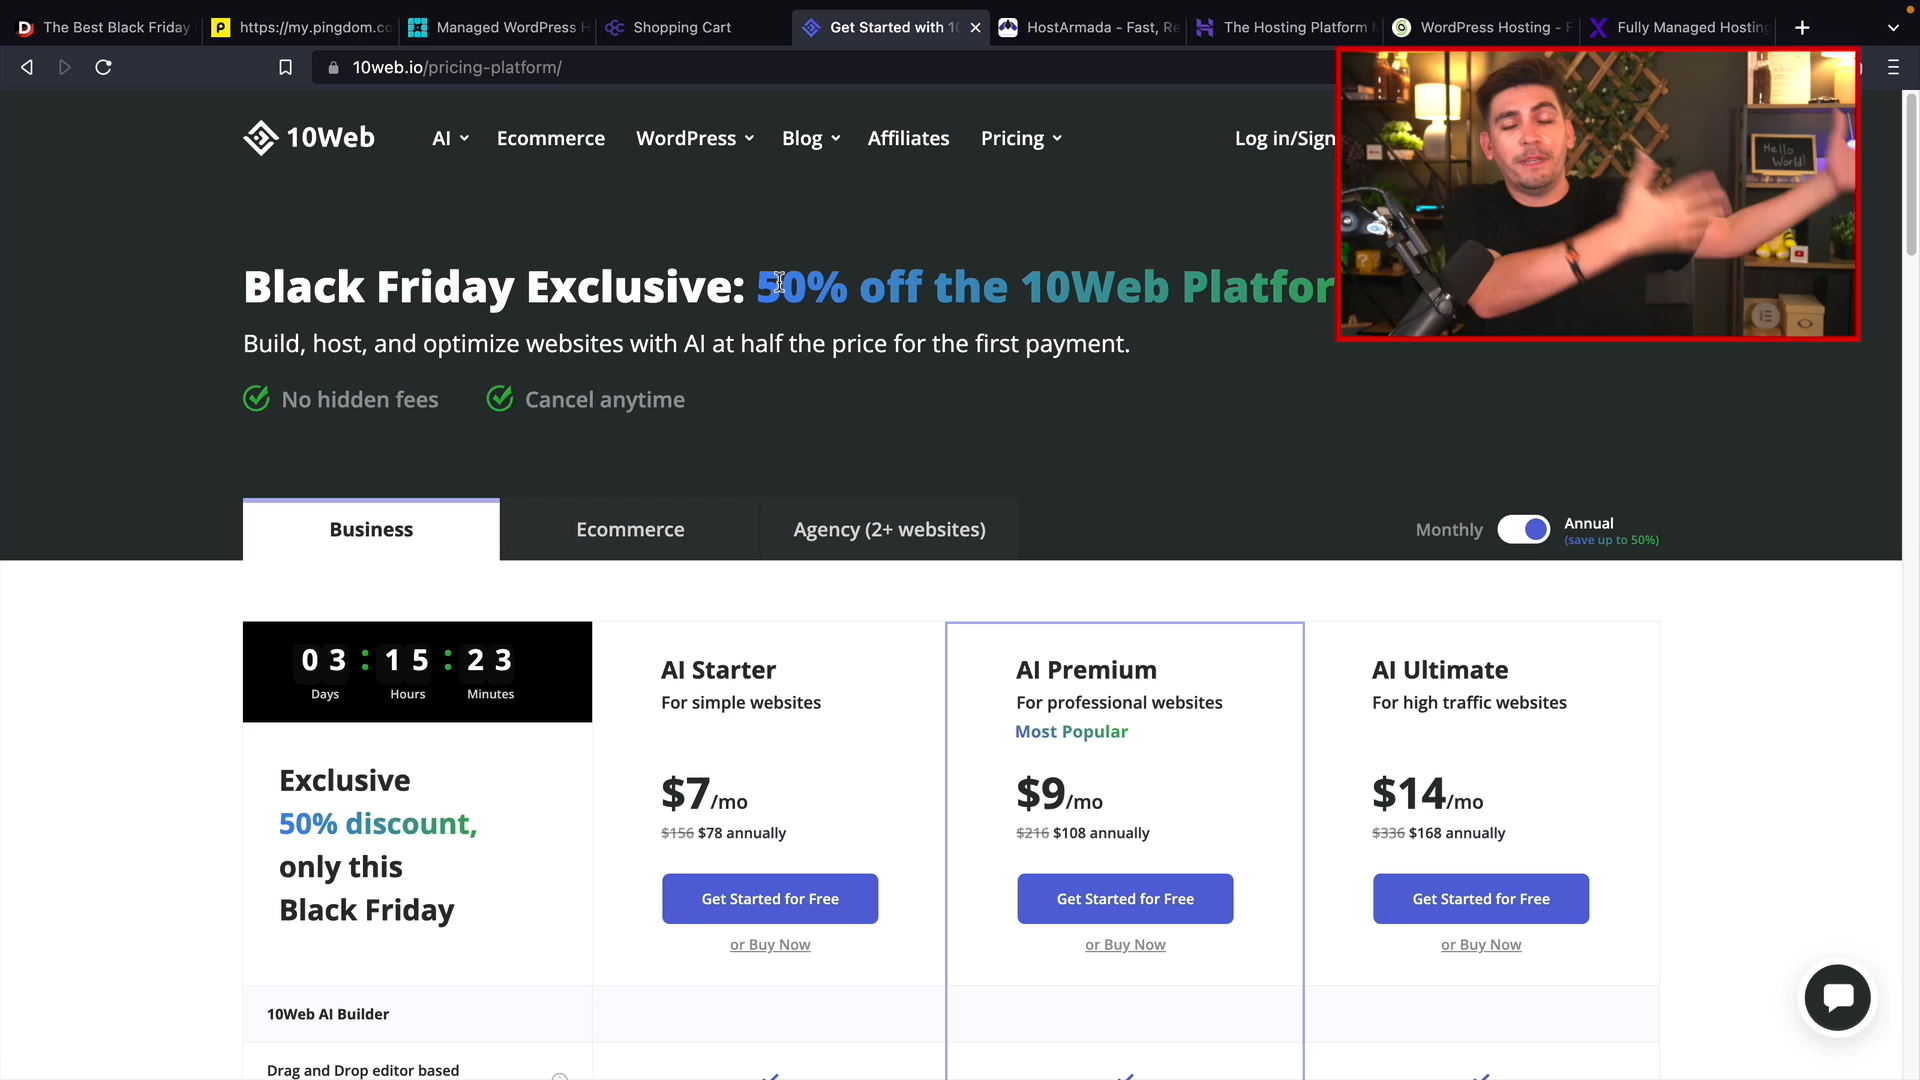 The Best Black Friday
https://my.pingdom.co
Managed WordPress H
Shopping Cart
Get Started with 10
HostArmada - Fast, Re
The Hosting Platform
WordPress Hosting - F
Fully Managed Hosting
10web.io/pricing-platform/
10Web
AI
Ecommerce
WordPress
Blog
Affiliates
Pricing
Log in/Sign
Hello
World!
Black Friday Exclusive: 50% off the 10Web Platfor
Build, host, and optimize websites with AI at half the price for the first payment.
No hidden fees
Cancel anytime
Business
Ecommerce
Agency (2+ websites)
Monthly
Annual
(save up to 50%)
03 : 15 : 23
Days
Hours
Minutes
Exclusive
50% discount,
only this
Black Friday
AI Starter
For simple websites
$7/mo
$156 $78 annually
Get Started for Free
or Buy Now
AI Premium
For professional websites
Most Popular
$9/mo
$216 $108 annually
Get Started for Free
or Buy Now
AI Ultimate
For high traffic websites
$14/mo
$336 $168 annually
Get Started for Free
or Buy Now
10Web AI Builder
Drag and Drop editor based